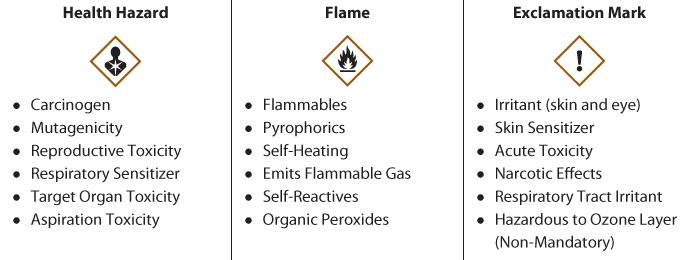 Health Hazard
• Carcinogen
• Mutagenicity
• Reproductive Toxicity
• Respiratory Sensitizer
• Target Organ Toxicity
• Aspiration Toxicity
Flame
• Flammables
• Pyrophorics
• Self-Heating
• Emits Flammable Gas
• Self-Reactives
• Organic Peroxides
Exclamation Mark
!
• Irritant (skin and eye)
• Skin Sensitizer
• Acute Toxicity
• Narcotic Effects
• Respiratory Tract Irritant
• Hazardous to Ozone Layer
(Non-Mandatory)